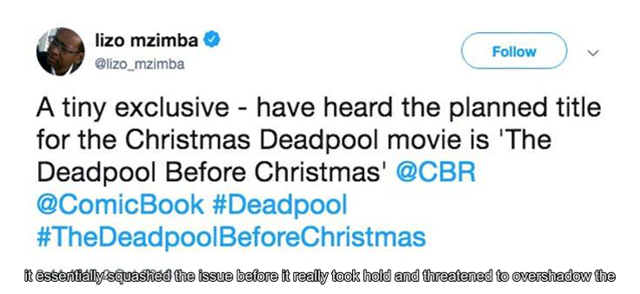 lizo mzimba
@lizo_mzimba
Follow
A tiny exclusive - have heard the planned title
for the Christmas Deadpool movie is 'The
Deadpool Before Christmas' @CBR
@ComicBook #Deadpool
#TheDeadpoolBeforeChristmas
it essentially squashed the issue before it really took hold and threatened to overshadow the